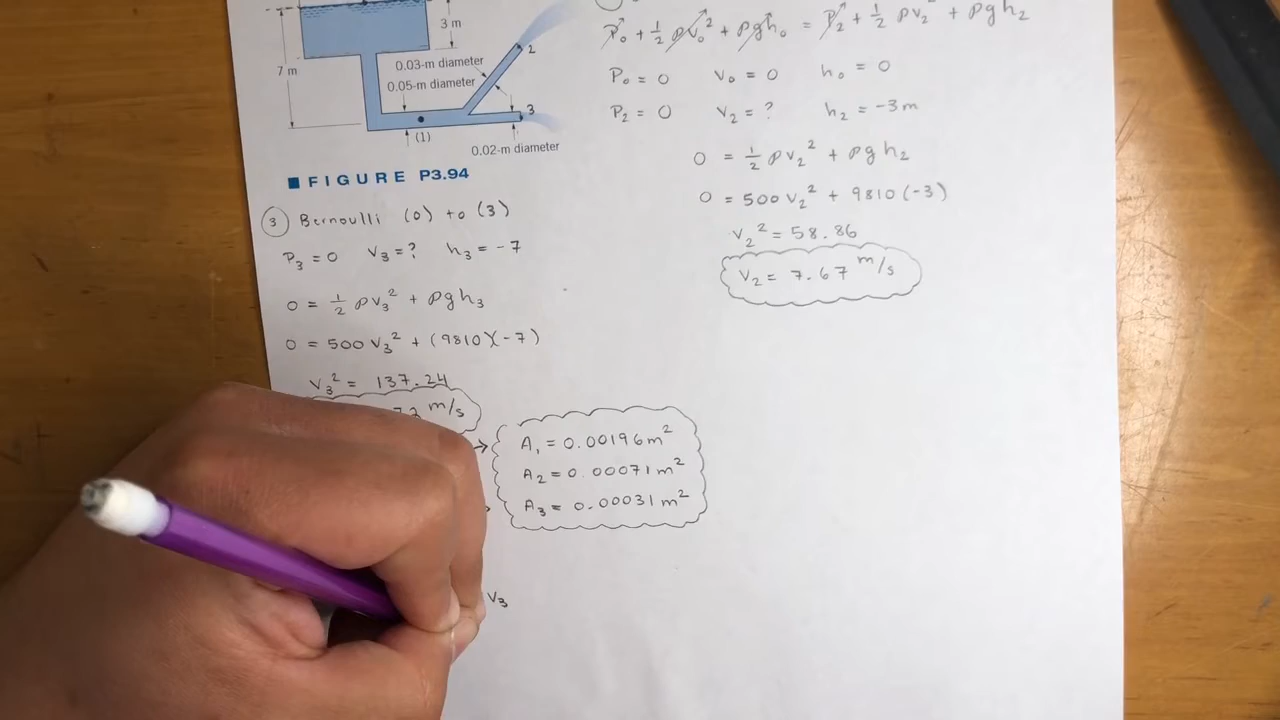 3 m
2
7 m
0.03-m diameter
0.05-m diameter
3
(1)
0.02-m diameter
■ FIGURE P3.94
③ Bernoulli (0) to (3)
P₃ = 0 V₃ = ? h₃ = -7
0 = ½ ρV₃² + ρgh₃
0 = 500 V₃² + (9810)(-7)
V₃² = 137.24
m/s
P₀ + ½ ρV₀² + ρgh₀ = P₂ + ½ ρV₂² + ρgh₂
P₀ = 0 V₀ = 0 h₀ = 0
P₂ = 0 V₂ = ? h₂ = -3m
0 = ½ ρV₂² + ρgh₂
0 = 500 V₂² + 9810(-3)
V₂² = 58.86
V₂ = 7.67 m/s
→ A₁ = 0.00196 m²
A₂ = 0.00071 m²
A₃ = 0.00031 m²
V₃